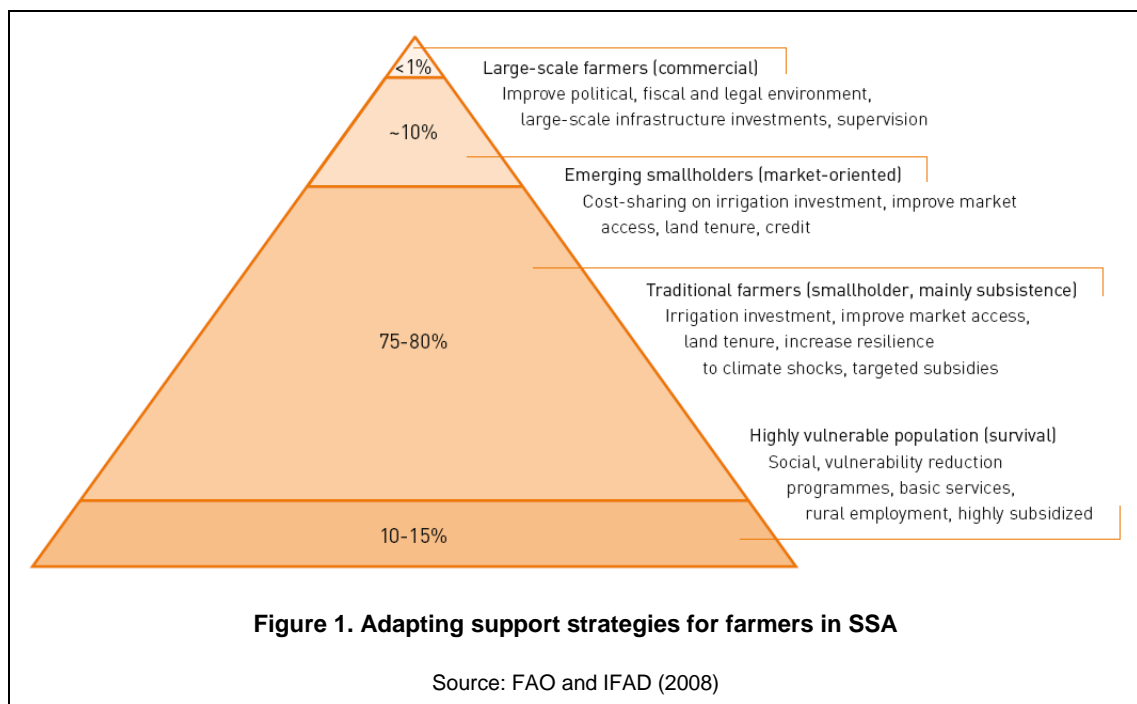 <1%
Large-scale farmers (commercial)
Improve political, fiscal and legal environment,
large-scale infrastructure investments, supervision
~10%
Emerging smallholders (market-oriented)
Cost-sharing on irrigation investment, improve market
access, land tenure, credit
Traditional farmers (smallholder, mainly subsistence)
Irrigation investment, improve market access,
land tenure, increase resilience
to climate shocks, targeted subsidies
75-80%
Highly vulnerable population (survival)
Social, vulnerability reduction
programmes, basic services,
rural employment, highly subsidized
10-15%
Figure 1. Adapting support strategies for farmers in SSA
Source: FAO and IFAD (2008)